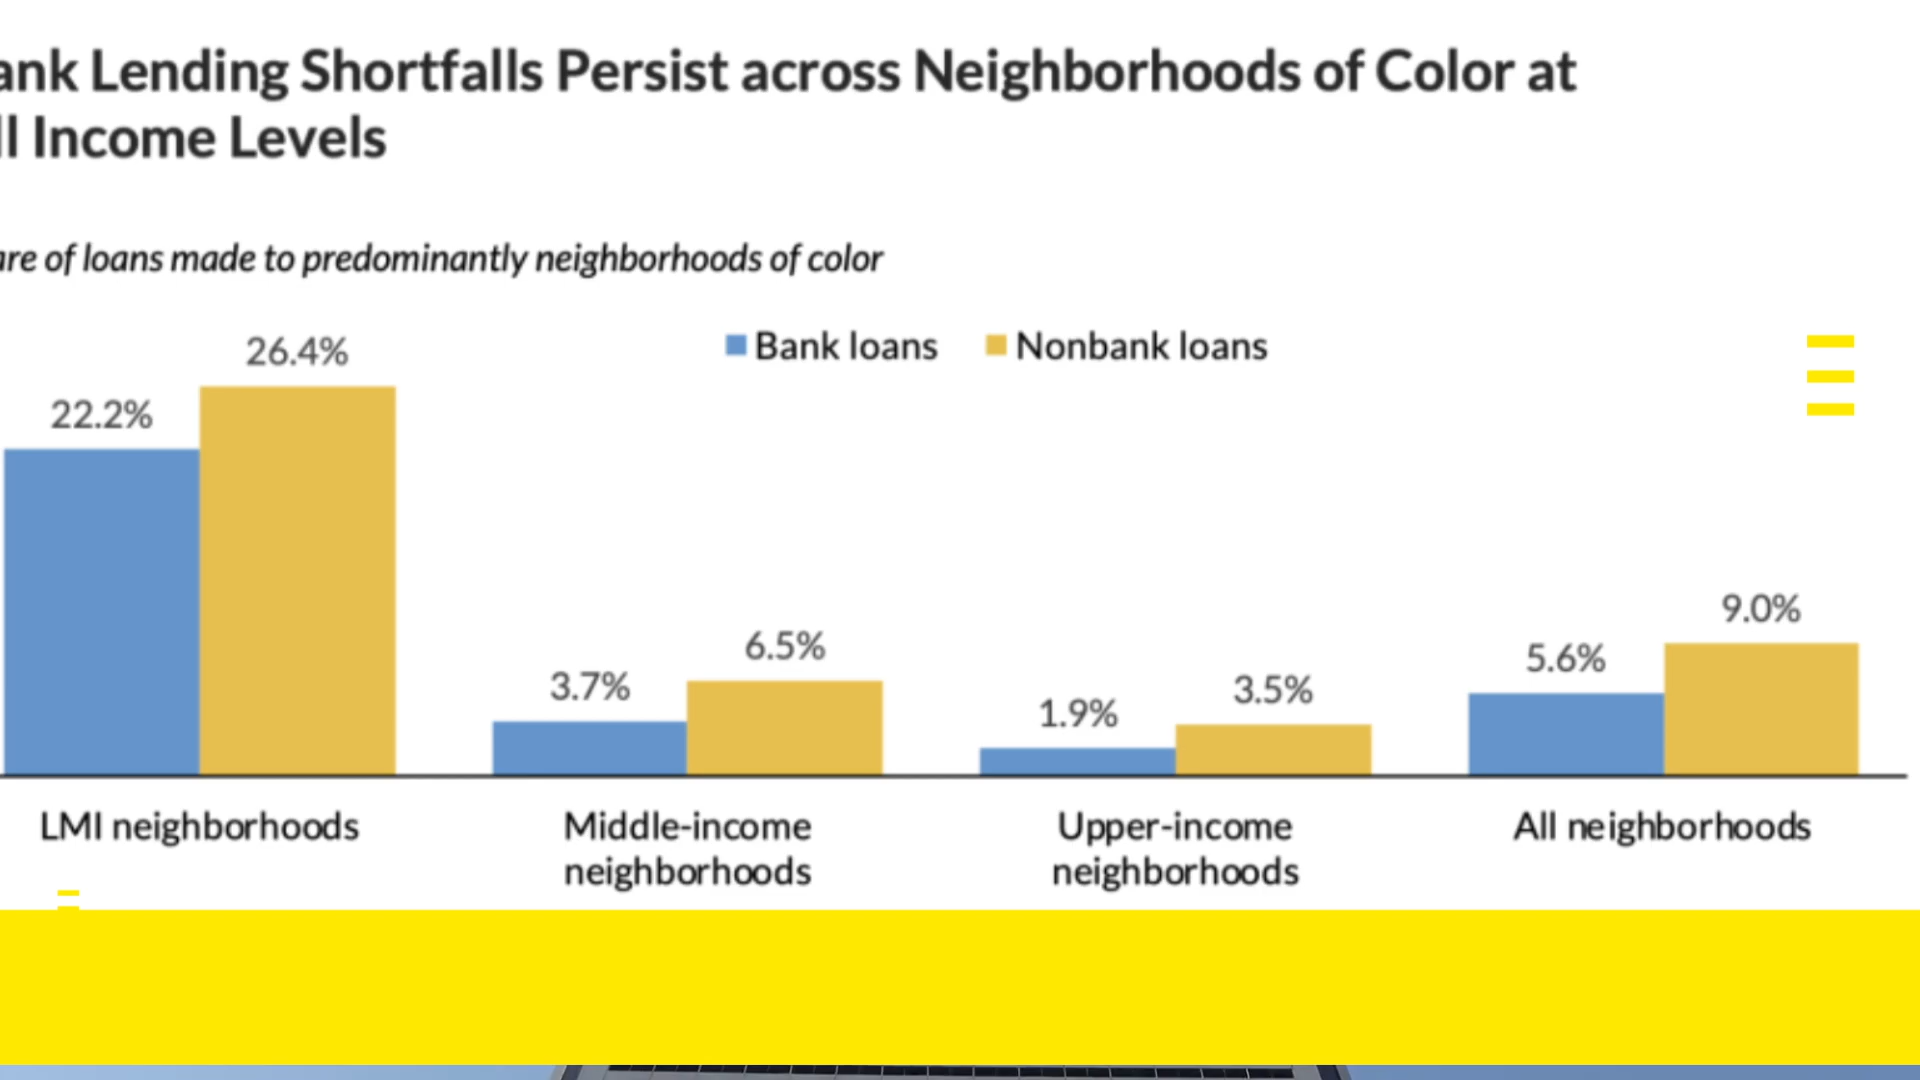 ank Lending Shortfalls Persist across Neighborhoods of Color at
ll Income Levels
are of loans made to predominantly neighborhoods of color
Bank loans Nonbank loans
22.2% 26.4% 3.7% 6.5% 1.9% 3.5% 5.6% 9.0%
LMI neighborhoods
Middle-income
neighborhoods
Upper-income
neighborhoods
All neighborhoods